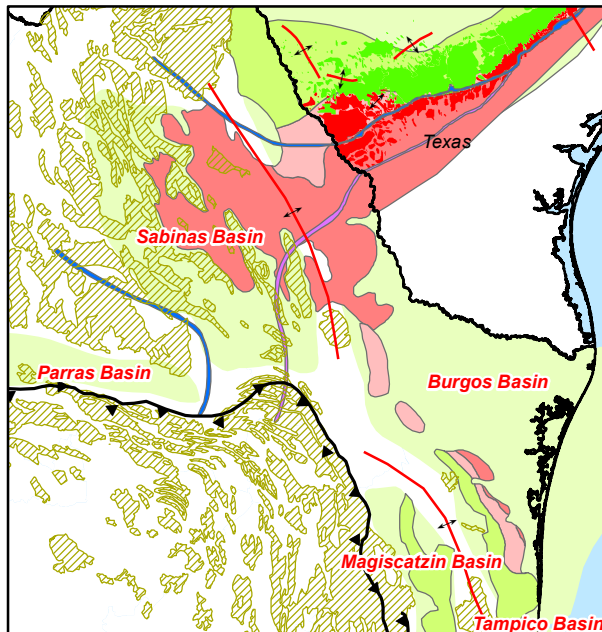 Texas
Sabinas Basin
Parras Basin
Burgos Basin
Magiscatzin Basin
Tampico Basin